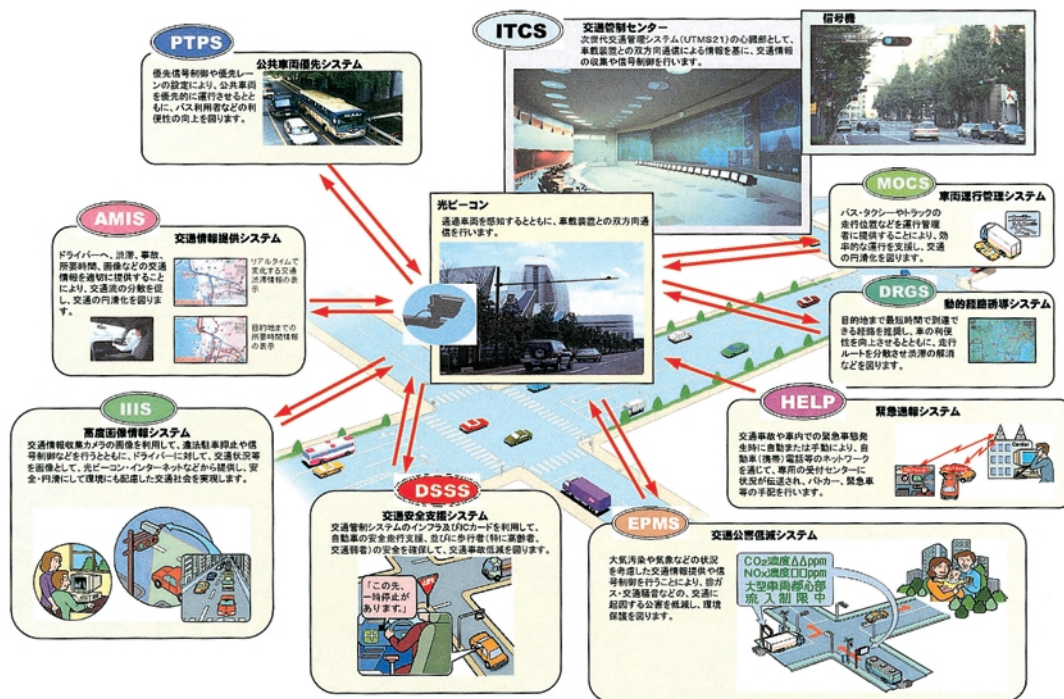 PTPS
公共車両優先システム
優先信号制御や優先レー
ンの設定により、公共車両
を優先的に運行させると
ともに、バス利用者などの利
便性の向上を図ります。
ITCS
交通管制センター
次世代交通管理システム(UTMS21)の心臓部として、
車載装置との双方向通信による情報を基に、交通情報
の収集や信号制御を行います。
信号機
AMIS
交通情報提供システム
ドライバーへ、渋滞、事故、
所要時間、画像などの交通
情報を適切に提供すること
により、交通流の分散を促
し、交通の円滑化を図りま
す。
リアルタイムで
変化する交通
渋滞情報の表
示
目的地までの
所要時間情報
の表示
光ビーコン
通過車両を感知するとともに、車載装置との双方向通
信を行います。
MOCS
車両運行管理システム
バス・タクシーやトラックの
走行位置などを運行管理
者に提供することにより、効
率的な運行を支援し、交通
の円滑化を図ります。
DRGS
動的経路誘導システム
目的地まで最短時間で到達で
きる経路を推奨し、車の利便
性を向上させるとともに、走行
ルートを分散させ渋滞の解消
などを図ります。
HELP
緊急通報システム
交通事故や車内での緊急事態発
生時に自動または手動により、自
動車(携帯)電話等のネットワーク
を通じて、専用の受付センターに
状況が伝送され、パトカー、緊急車
等の手配を行います。
Center
IIIS
高度画像情報システム
交通情報収集カメラの画像を利用して、違法駐車抑止や信
号制御などを行うとともに、ドライバーに対して、交通状況等
を画像として、光ビーコン・インターネットなどから提供し、安
全・円滑にして環境にも配慮した交通社会を実現します。
DSSS
交通安全支援システム
交通管制システムのインフラ及びICカードを利用して、
自動車の安全走行支援、並びに歩行者(特に高齢者、
交通弱者)の安全を確保して、交通事故低減を図ります。
「この先、
一時停止が
あります。」
EPMS
交通公害低減システム
大気汚染や気象などの状況
を考慮した交通情報提供や信
号制御を行うことにより、排ガ
ス・交通騒音などの、交通に
起因する公害を低減し、環境
保護を図ります。
CO2濃度△△ppm
NOx濃度□□ppm
大型車両都心部
流入制限中